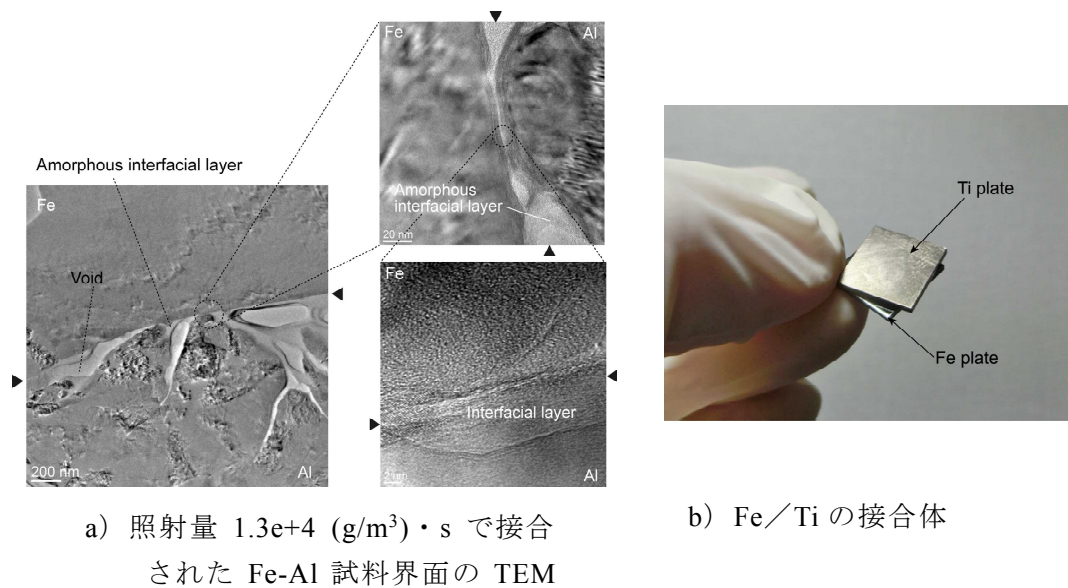 Fe
Al
Amorphous
interfacial layer
20 nm
Amorphous interfacial layer
Fe
Void
200 nm
Al
Fe
Interfacial layer
Al
Ti plate
Fe plate
a）照射量 1.3e+4 (g/m³)・s で接合
された Fe-Al 試料界面の TEM
b）Fe／Ti の接合体